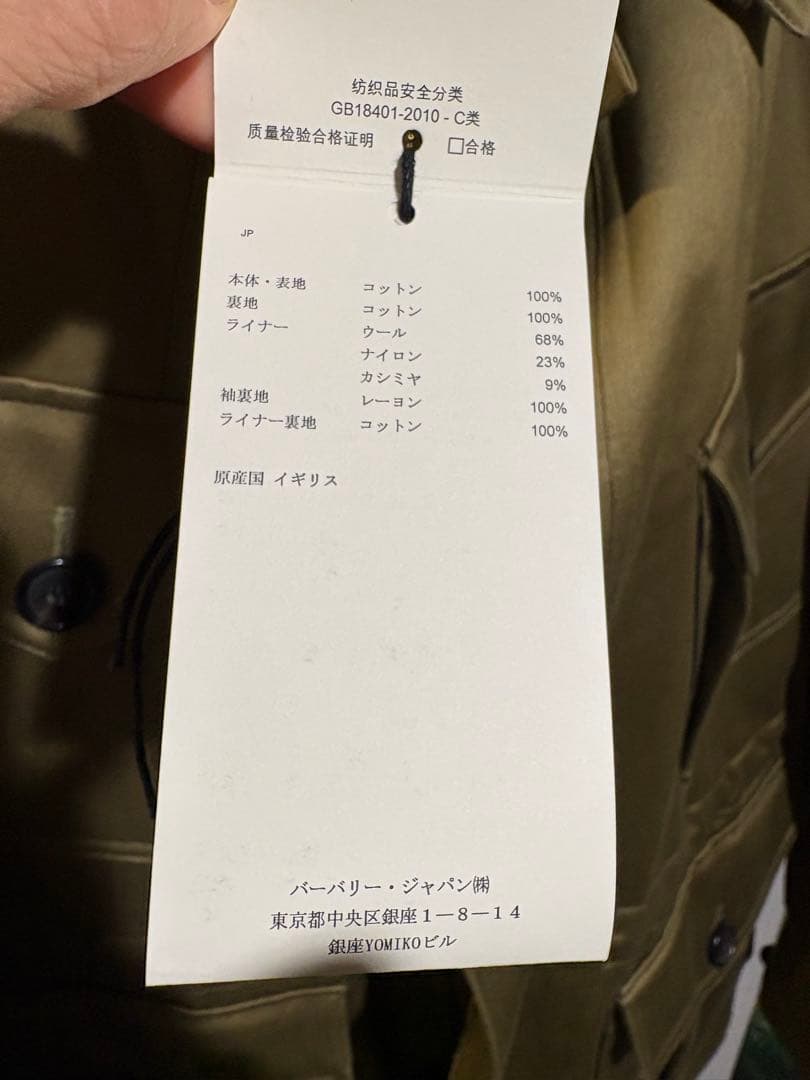 纺织品安全分类
GB18401-2010 - C类
质量检验合格证明 □合格
JP
本体・表地 コットン 100%
裏地 コットン 100%
ライナー ウール 68%
ナイロン 23%
カシミヤ 9%
袖裏地 レーヨン 100%
ライナー裏地 コットン 100%
原産国 イギリス
バーバリー・ジャパン㈱
東京都中央区銀座1－8－14
銀座YOMIKOビル